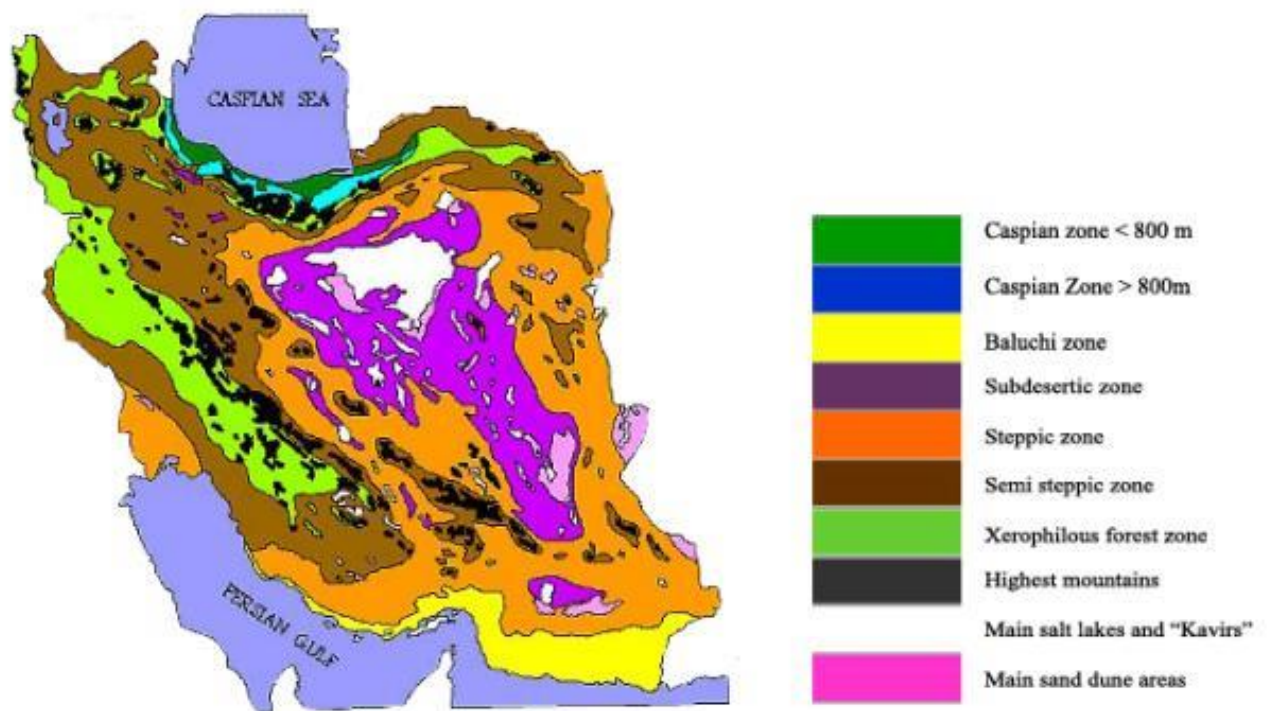 CASPIAN SEA
PERSIAN GULF
Caspian zone < 800 m
Caspian Zone > 800m
Baluchi zone
Subdesertic zone
Steppic zone
Semi steppic zone
Xerophilous forest zone
Highest mountains
Main salt lakes and “Kavirs”
Main sand dune areas